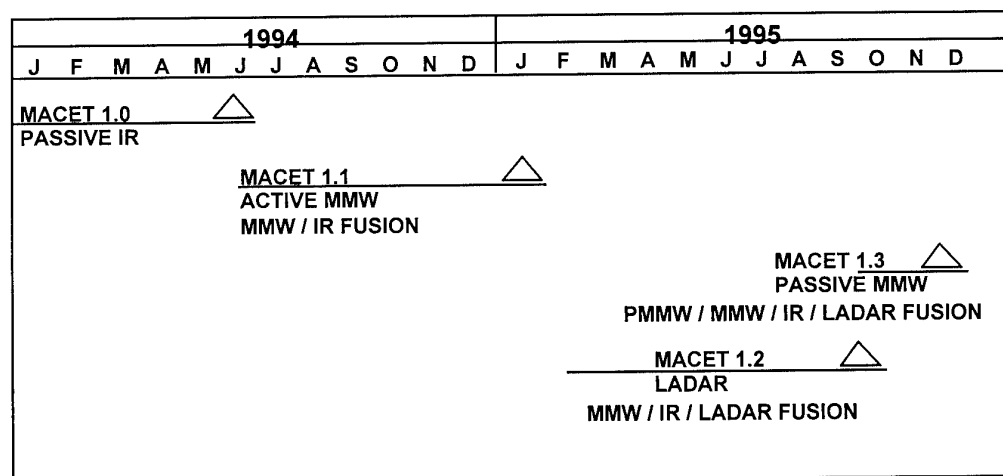 1994 1995
J F M A M J J A S O N D J F M A M J J A S O N D
MACET 1.0
PASSIVE IR
MACET 1.1
ACTIVE MMW
MMW / IR FUSION
MACET 1.3
PASSIVE MMW
PMMW / MMW / IR / LADAR FUSION
MACET 1.2
LADAR
MMW / IR / LADAR FUSION